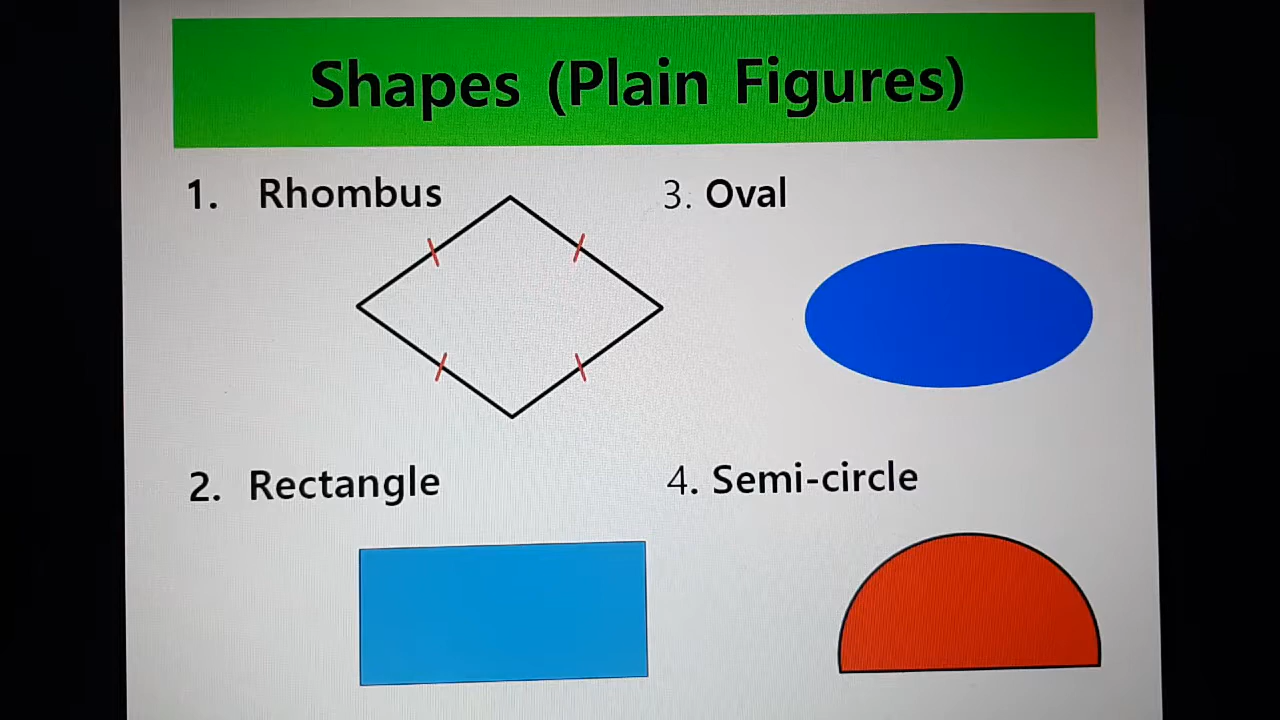 Shapes (Plain Figures)
1. Rhombus
2. Rectangle
3. Oval
4. Semi-circle